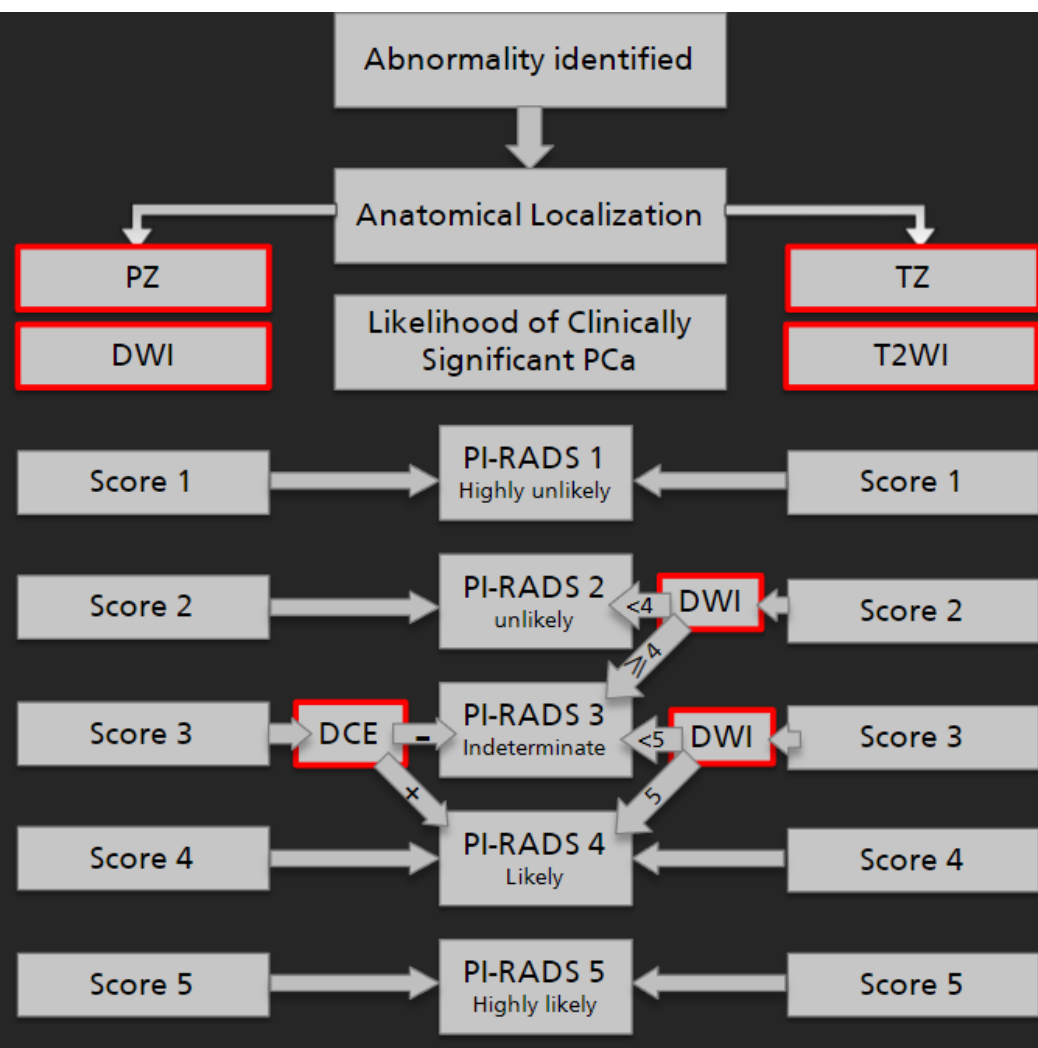 Abnormality identified
Anatomical Localization
PZ
TZ
DWI
Likelihood of Clinically
Significant PCa
T2WI
Score 1
PI-RADS 1
Highly unlikely
Score 1
Score 2
PI-RADS 2
unlikely
<4
DWI
Score 2
≥4
Score 3
DCE
-
PI-RADS 3
Indeterminate
<5
DWI
Score 3
+
5
Score 4
PI-RADS 4
Likely
Score 4
Score 5
PI-RADS 5
Highly likely
Score 5